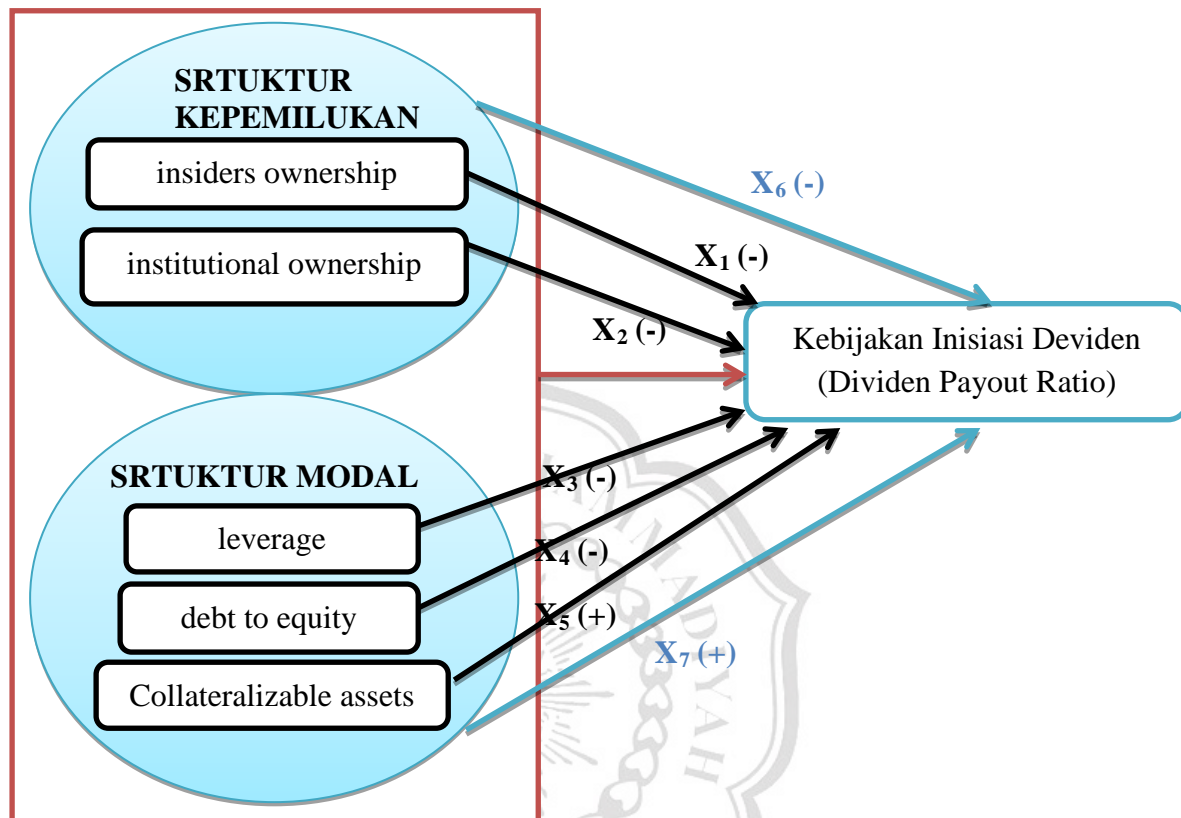 SRTUKTUR
KEPEMILUKAN
insiders ownership
institutional ownership
X₆ (-)
X₁ (-)
X₂ (-)
Kebijakan Inisiasi Deviden
(Dividen Payout Ratio)
SRTUKTUR MODAL
leverage
debt to equity
Collateralizable assets
X₃ (-)
X₄ (-)
X₅ (+)
X₇ (+)
AMMADIYAH